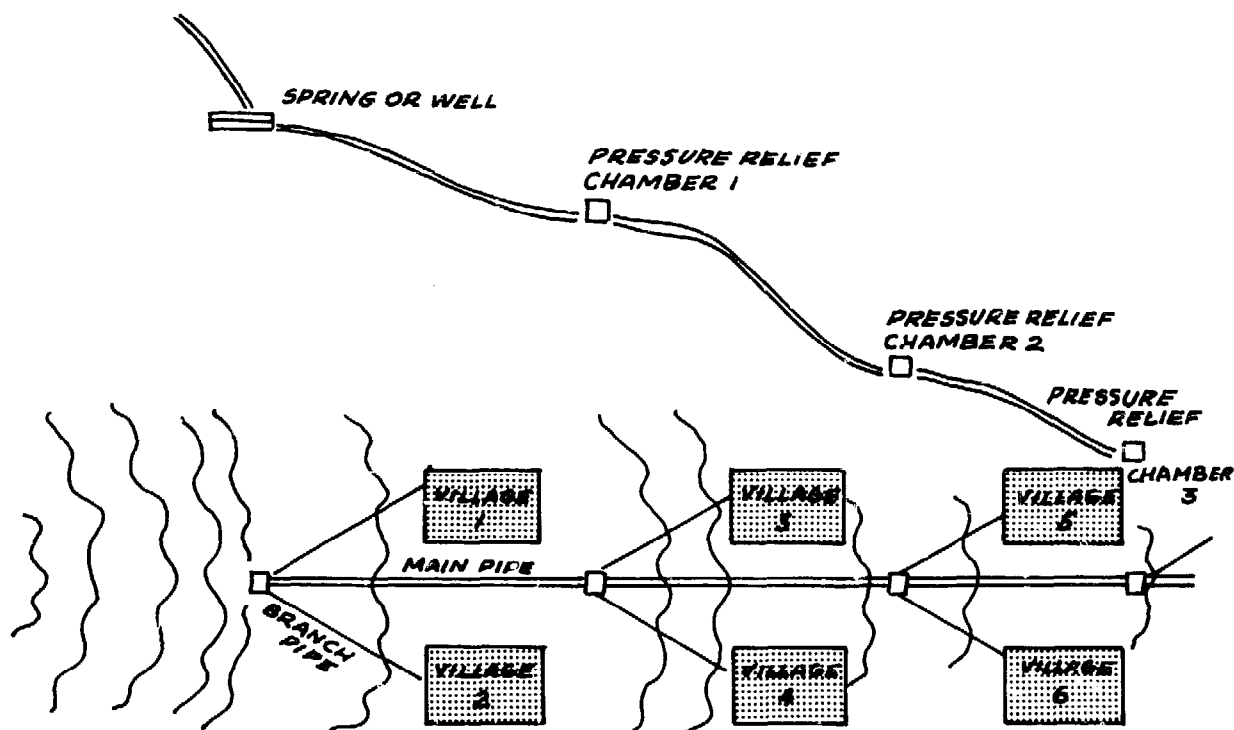 SPRING OR WELL
PRESSURE RELIEF
CHAMBER 1
PRESSURE RELIEF
CHAMBER 2
PRESSURE
RELIEF
CHAMBER
3
VILLAGE
1
VILLAGE
3
VILLAGE
5
MAIN PIPE
BRANCH
PIPE
VILLAGE
2
VILLAGE
4
VILLAGE
6